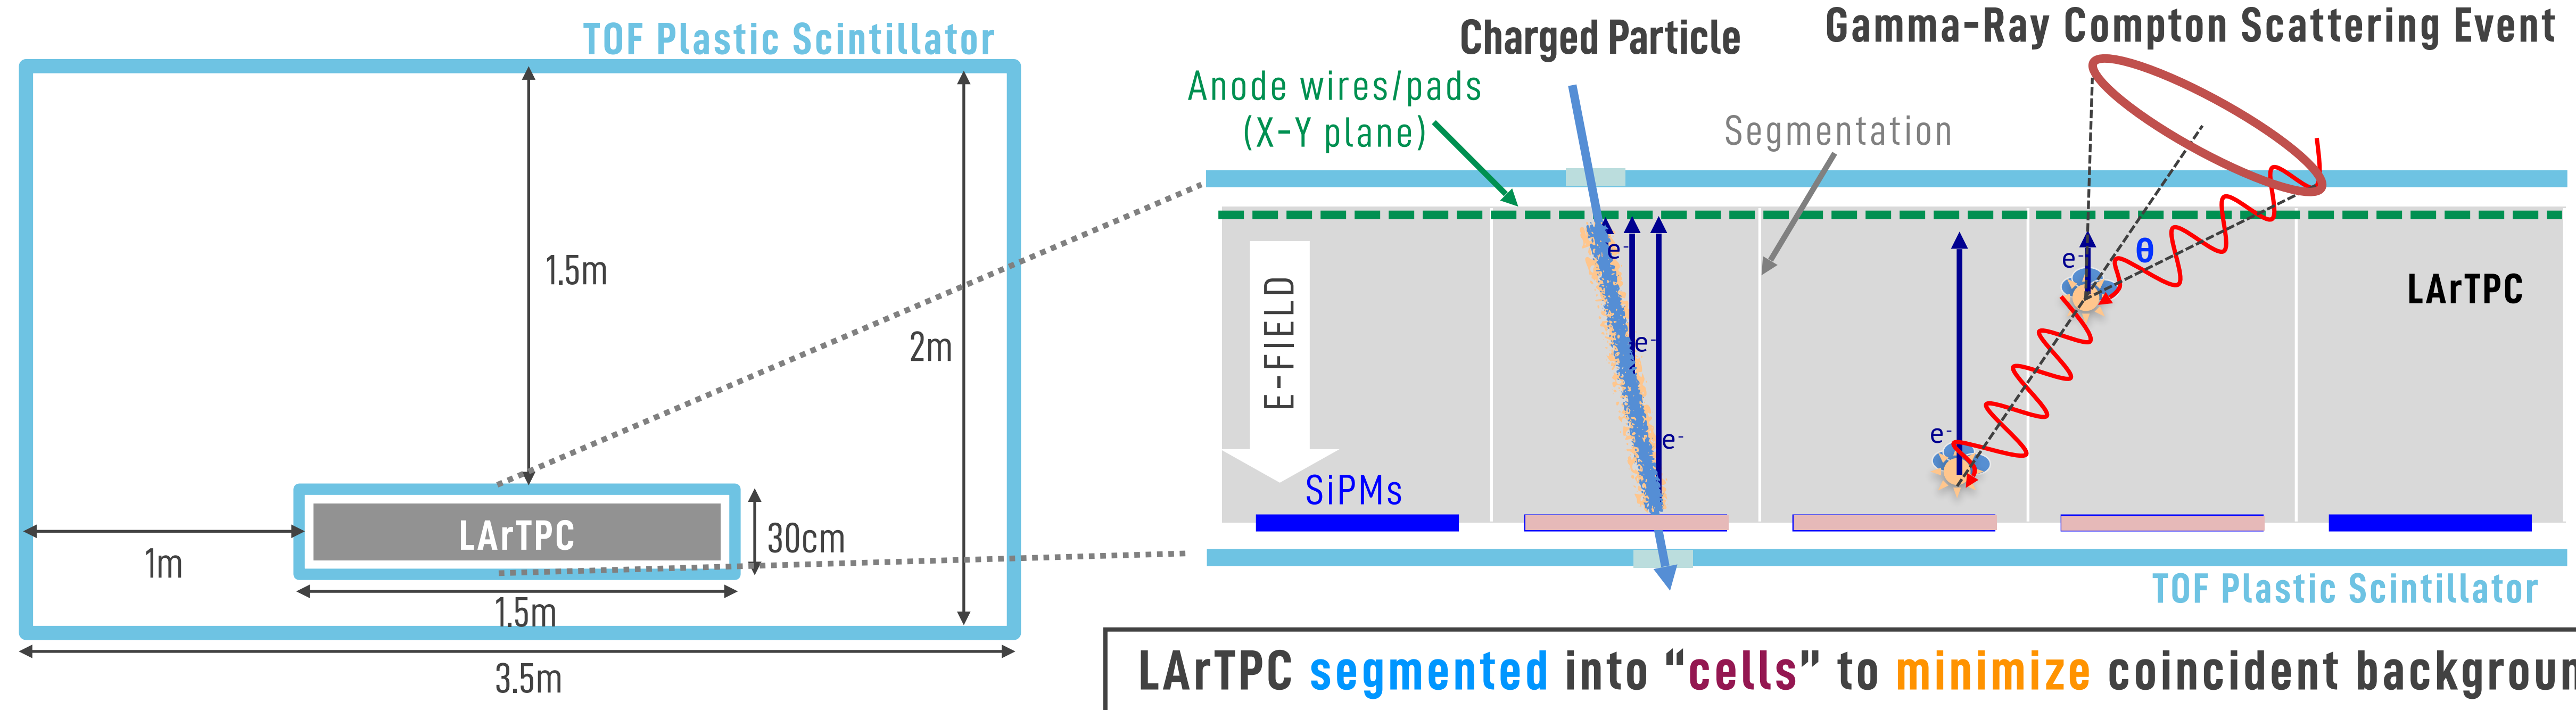 TOF Plastic Scintillator
1.5m
2m
LArTPC
30cm
1m
1.5m
3.5m
Charged Particle
Gamma-Ray Compton Scattering Event
Anode wires/pads
(X-Y plane)
Segmentation
e-
e-
e-
θ
e-
LArTPC
E-FIELD
e-
SiPMs
TOF Plastic Scintillator
LArTPC segmented into “cells” to minimize coincident backgroun